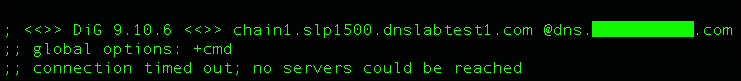 ; <<>> DiG 9.10.6 <<>> chain1.slp1500.dnslabtest1.com @dns. .com
;; global options: +cmd
;; connection timed out; no servers could be reached